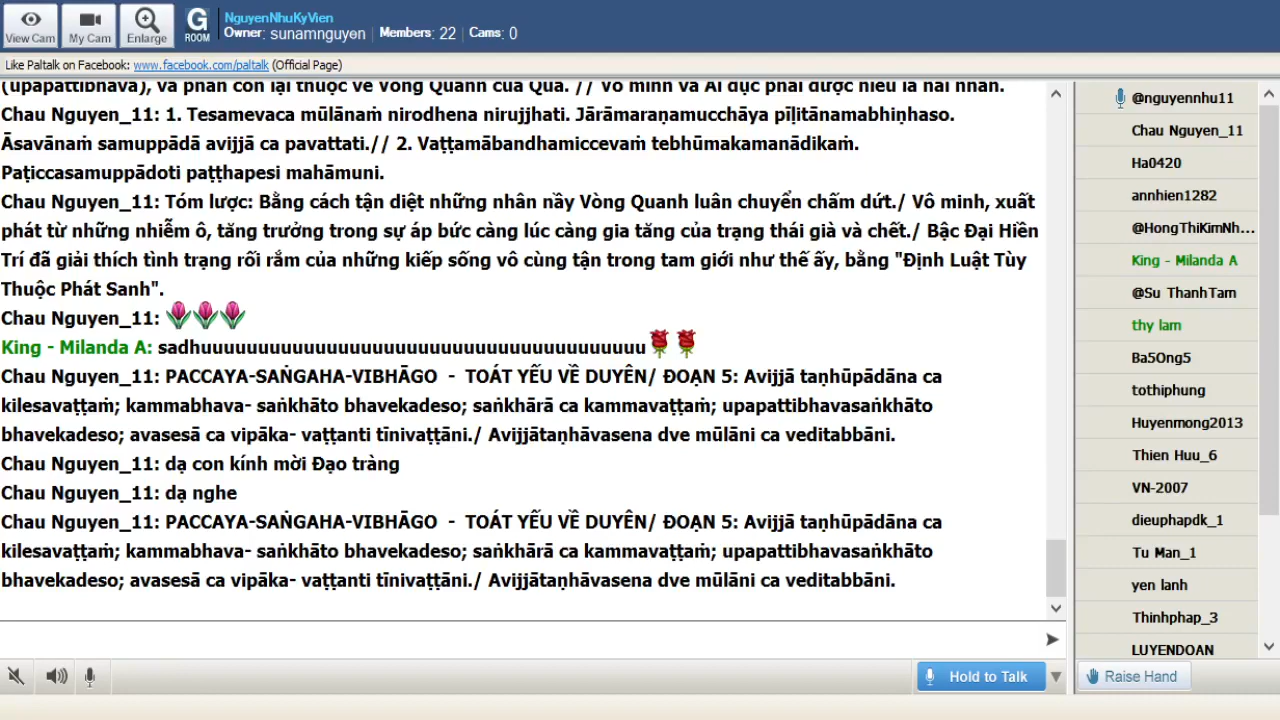 NguyenNhuKyVien
Owner: sunamnguyen Members: 22 Cams: 0
View Cam My Cam Enlarge G ROOM
Like Paltalk on Facebook: www.facebook.com/paltalk (Official Page)
(upapattibhava), và phần còn lại thuộc về Vòng Quanh của Quả. // Vô minh và Ái dục phải được hiểu là hai nhân.
Chau Nguyen_11: 1. Tesamevaca mūlānaṁ nirodhena nirujjhati. Jārāmaraṇamucchāya pīḷitānamabhiṇhaso.
Āsavānaṁ samuppādā avijjā ca pavattati.// 2. Vaṭṭamābandhamiccevaṁ tebhūmakamanādikaṁ.
Paṭiccasamuppādoti paṭṭhapesi mahāmuni.
Chau Nguyen_11: Tóm lược: Bằng cách tận diệt những nhân nầy Vòng Quanh luân chuyển chấm dứt./ Vô minh, xuất
phát từ những nhiễm ô, tăng trưởng trong sự áp bức càng lúc càng gia tăng của trạng thái già và chết./ Bậc Đại Hiền
Trí đã giải thích tình trạng rối rắm của những kiếp sống vô cùng tận trong tam giới như thế ấy, bằng "Định Luật Tùy
Thuộc Phát Sanh".
Chau Nguyen_11:
King - Milanda A: sadhuuuuuuuuuuuuuuuuuuuuuuuuuuuuuuuuuuuuuuu
Chau Nguyen_11: PACCAYA-SAṄGAHA-VIBHĀGO - TOÁT YẾU VỀ DUYÊN/ ĐOẠN 5: Avijjā taṇhūpādāna ca
kilesavaṭṭaṁ; kammabhava- saṅkhāto bhavekadeso; saṅkhārā ca kammavaṭṭaṁ; upapattibhavasaṅkhāto
bhavekadeso; avasesā ca vipāka- vaṭṭanti tīnivaṭṭāni./ Avijjātaṇhāvasena dve mūlāni ca veditabbāni.
Chau Nguyen_11: dạ con kính mời Đạo tràng
Chau Nguyen_11: dạ nghe
Chau Nguyen_11: PACCAYA-SAṄGAHA-VIBHĀGO - TOÁT YẾU VỀ DUYÊN/ ĐOẠN 5: Avijjā taṇhūpādāna ca
kilesavaṭṭaṁ; kammabhava- saṅkhāto bhavekadeso; saṅkhārā ca kammavaṭṭaṁ; upapattibhavasaṅkhāto
bhavekadeso; avasesā ca vipāka- vaṭṭanti tīnivaṭṭāni./ Avijjātaṇhāvasena dve mūlāni ca veditabbāni.
@nguyennhu11
Chau Nguyen_11
Ha0420
annhien1282
@HongThiKimNh...
King - Milanda A
@Su ThanhTam
thy lam
Ba5Ong5
tothiphung
Huyenmong2013
Thien Huu_6
VN-2007
dieuphapdk_1
Tu Man_1
yen lanh
Thinhphap_3
LUYENDOAN
Hold to Talk
Raise Hand